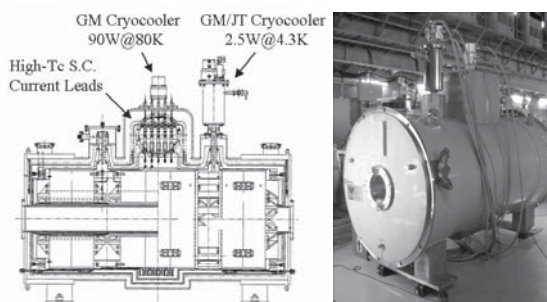 GM Cryocooler
90W@80K
GM/JT Cryocooler
2.5W@4.3K
High-Tc S.C.
Current Leads